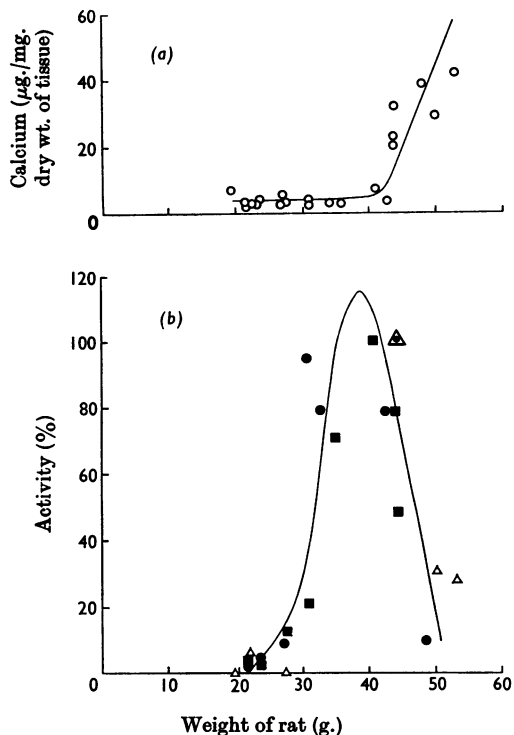 60
(a)
40
20
0
Calcium (μg./mg.
dry wt. of tissue)
120
(b)
100
80
60
40
20
0
Activity (%)
0 10 20 30 40 50 60
Weight of rat (g.)